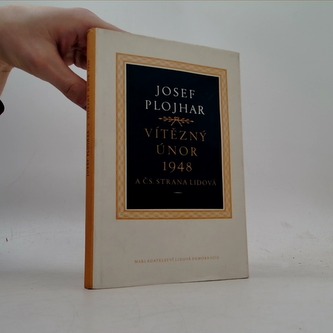 JOSEF
PLOJHAR
VÍTĚZNÝ
ÚNOR
1948
A ČS. STRANA LIDOVÁ